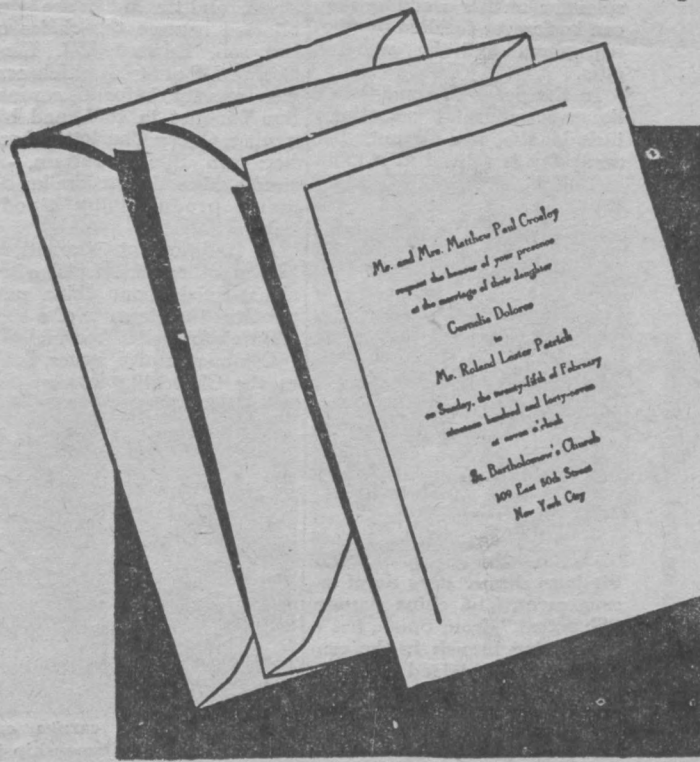 Mr. and Mrs. Matthew Paul Crosley
request the honour of your presence
at the marriage of their daughter
Cornelia Dolores
to
Mr. Roland Lester Patrick
on Sunday, the twenty-fifth of February
nineteen hundred and forty-seven
at seven o'clock
St. Bartholomew's Church
109 East 50th Street
New York City